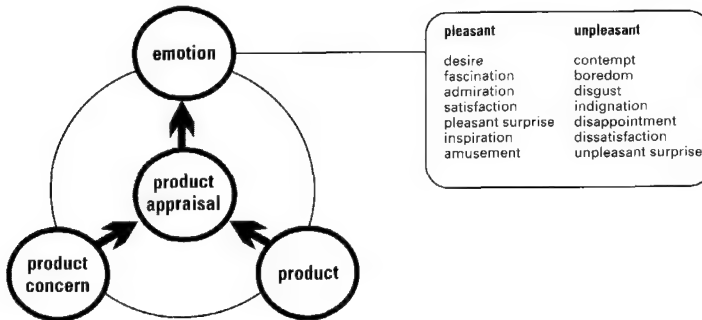 emotion
product
appraisal
product
concern
product
pleasant unpleasant
desire contempt
fascination boredom
admiration disgust
satisfaction indignation
pleasant surprise disappointment
inspiration dissatisfaction
amusement unpleasant surprise